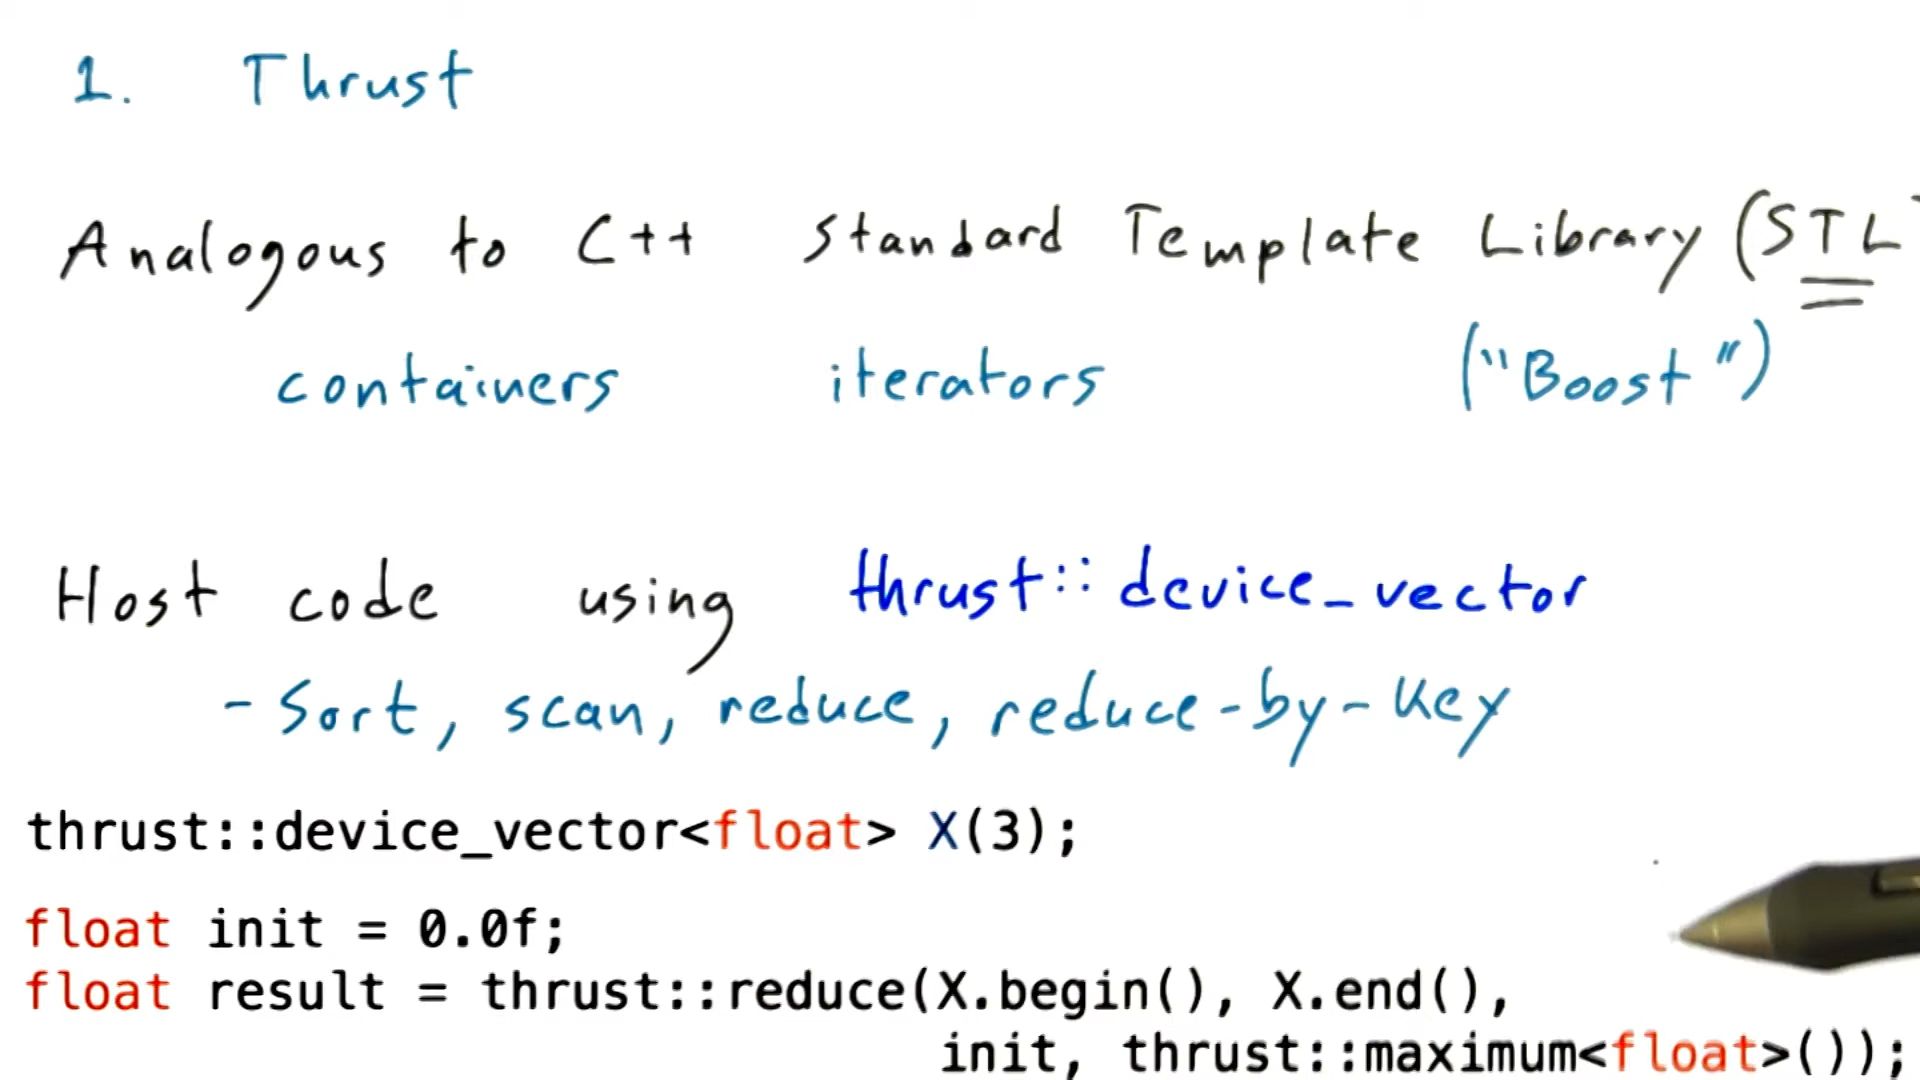 1. Thrust
Analogous to C++ Standard Template Library (STL
containers iterators ("Boost")
Host code using thrust::device_vector
- Sort, scan, reduce, reduce-by-key
thrust::device_vector<float> X(3);
float init = 0.0f;
float result = thrust::reduce(X.begin(), X.end(),
init, thrust::maximum<float>());